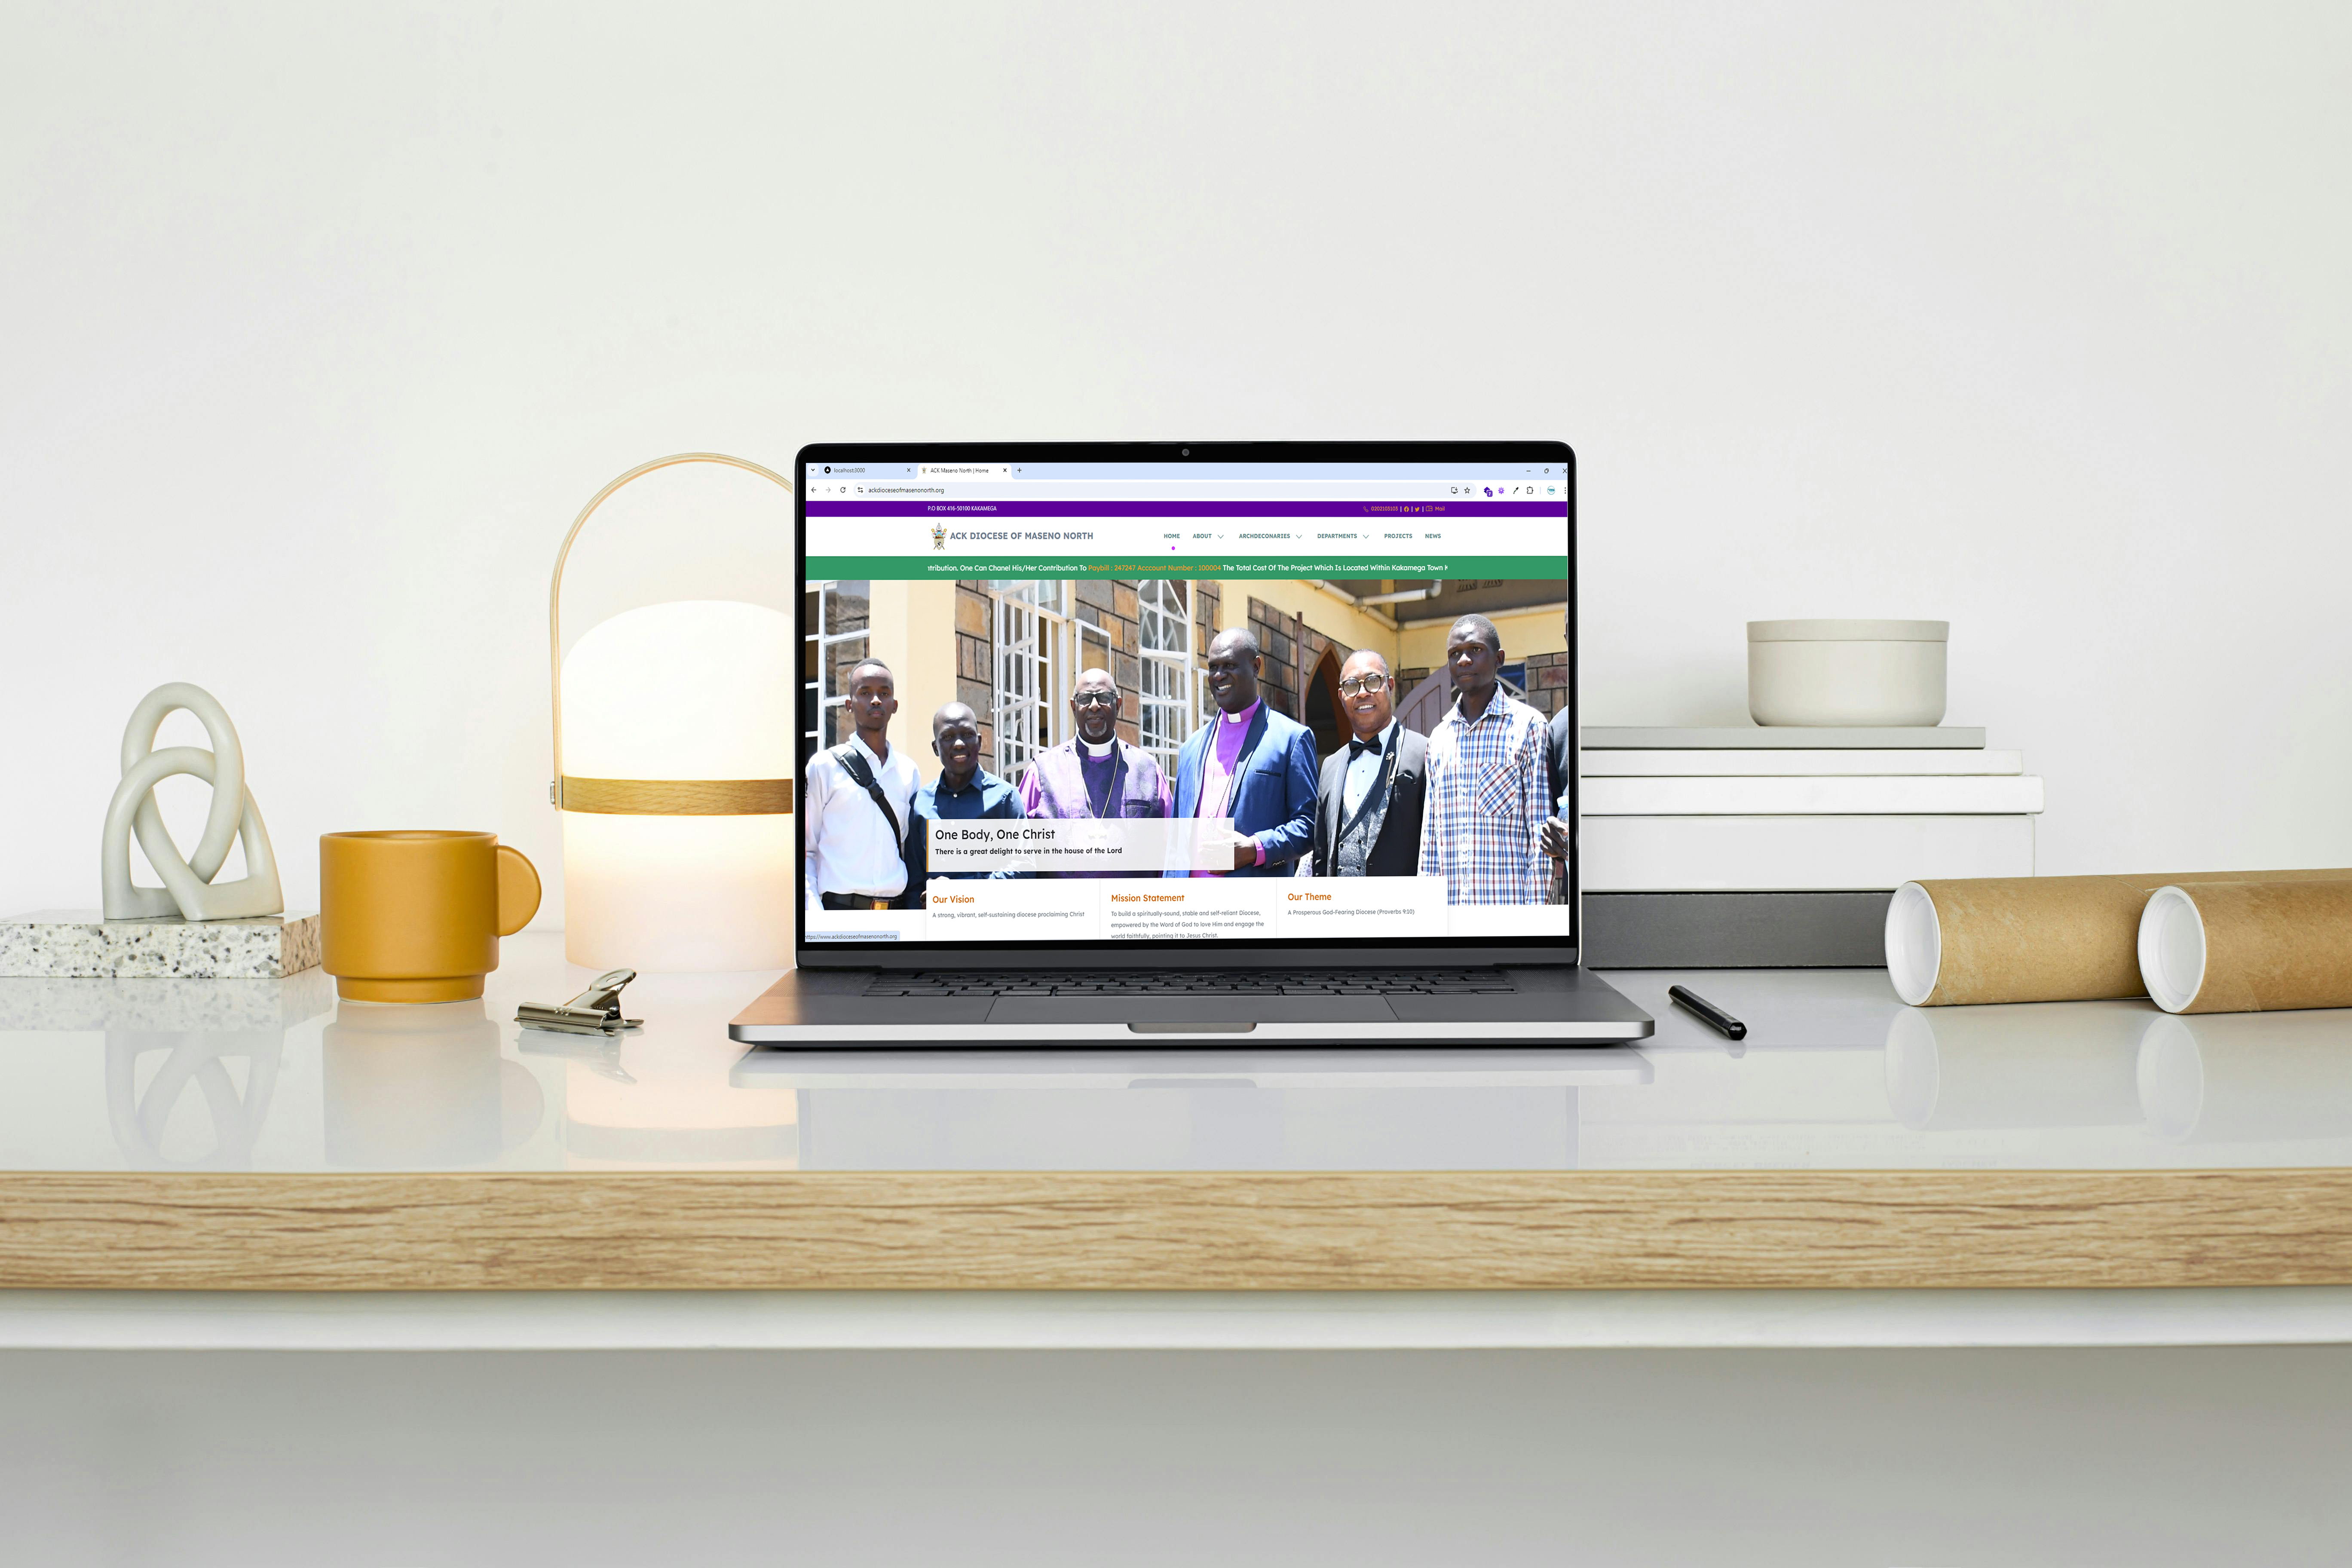 localhost:3000
ACK Maseno North | Home
ackdioceseofmasenonorth.org
P.O BOX 416-50100 KAKAMEGA
0202105103 | | | Mail
ACK DIOCESE OF MASENO NORTH
HOME ABOUT ARCHDECONARIES DEPARTMENTS PROJECTS NEWS
tribution. One Can Chanel His/Her Contribution To Paybill : 247247 Acccount Number : 100004 The Total Cost Of The Project Which Is Located Within Kakamega Town
One Body, One Christ
There is a great delight to serve in the house of the Lord
Our Vision
A strong, vibrant, self-sustaining diocese proclaiming Christ
Mission Statement
To build a spiritually-sound, stable and self-reliant Diocese,
empowered by the Word of God to love Him and engage the
world faithfully, pointing it to Jesus Christ.
Our Theme
A Prosperous God-Fearing Diocese (Proverbs 9:10)
https://www.ackdioceseofmasenonorth.org